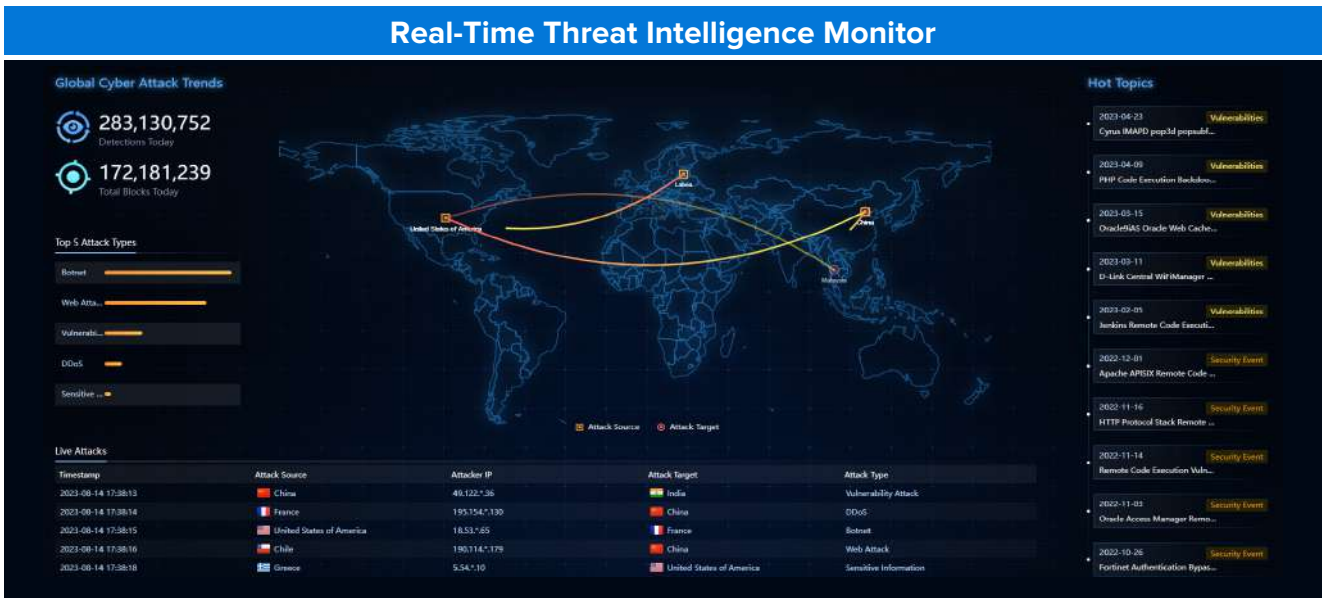 Real-Time Threat Intelligence Monitor
Global Cyber Attack Trends
283,130,752
Detections Today
172,181,239
Total Blocks Today
Top 5 Attack Types
Botnet
Web Atta...
Vulnerabi...
DDoS
Sensitive ...
United States of America
China
Malaysia
Attack Source
Attack Target
Live Attacks
Timestamp Attack Source Attacker IP Attack Target Attack Type
2023-08-14 17:38:13 China 49.122.*.36 India Vulnerability Attack
2023-08-14 17:38:14 France 195.154.*.130 China DDoS
2023-08-14 17:38:15 United States of America 18.53.*.65 France Botnet
2023-08-14 17:38:16 Chile 190.114.*.179 China Web Attack
2023-08-14 17:38:18 Greece 5.54.*.10 United States of America Sensitive Information
Hot Topics
2023-04-23 Vulnerabilities
Cyrus IMAPD pop3d popsubf...
2023-04-09 Vulnerabilities
PHP Code Execution Backdoo...
2023-03-15 Vulnerabilities
Oracle9iAS Oracle Web Cache...
2023-03-11 Vulnerabilities
D-Link Central WiFiManager ...
2023-02-05 Vulnerabilities
Jenkins Remote Code Executi...
2022-12-01 Security Event
Apache APISIX Remote Code ...
2022-11-16 Security Event
HTTP Protocol Stack Remote ...
2022-11-14 Security Event
Remote Code Execution Vuln...
2022-11-03 Security Event
Oracle Access Manager Remo...
2022-10-26 Security Event
Fortinet Authentication Bypas...